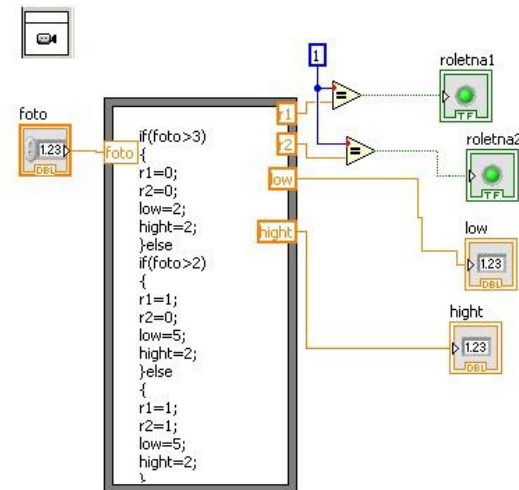 foto
1.23
DBL
foto
if(foto>3)
{
r1=0;
r2=0;
low=2;
hight=2;
}else
if(foto>2)
{
r1=1;
r2=0;
low=5;
hight=2;
}else
{
r1=1;
r2=1;
low=5;
hight=2;
}
r1
r2
low
hight
1
=
=
roletna1
TF
roletna2
TF
low
1.23
DBL
hight
1.23
DBL